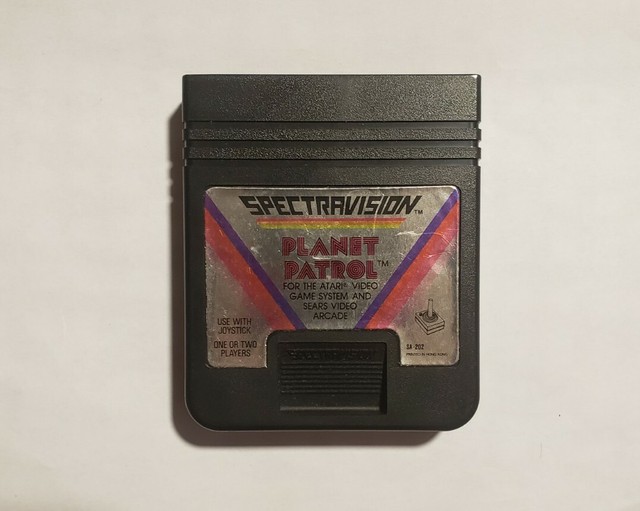 SPECTRAVISION™
PLANET
PATROL™
FOR THE ATARI® VIDEO
GAME SYSTEM AND
SEARS VIDEO
ARCADE
USE WITH
JOYSTICK
ONE OR TWO
PLAYERS
SA-202